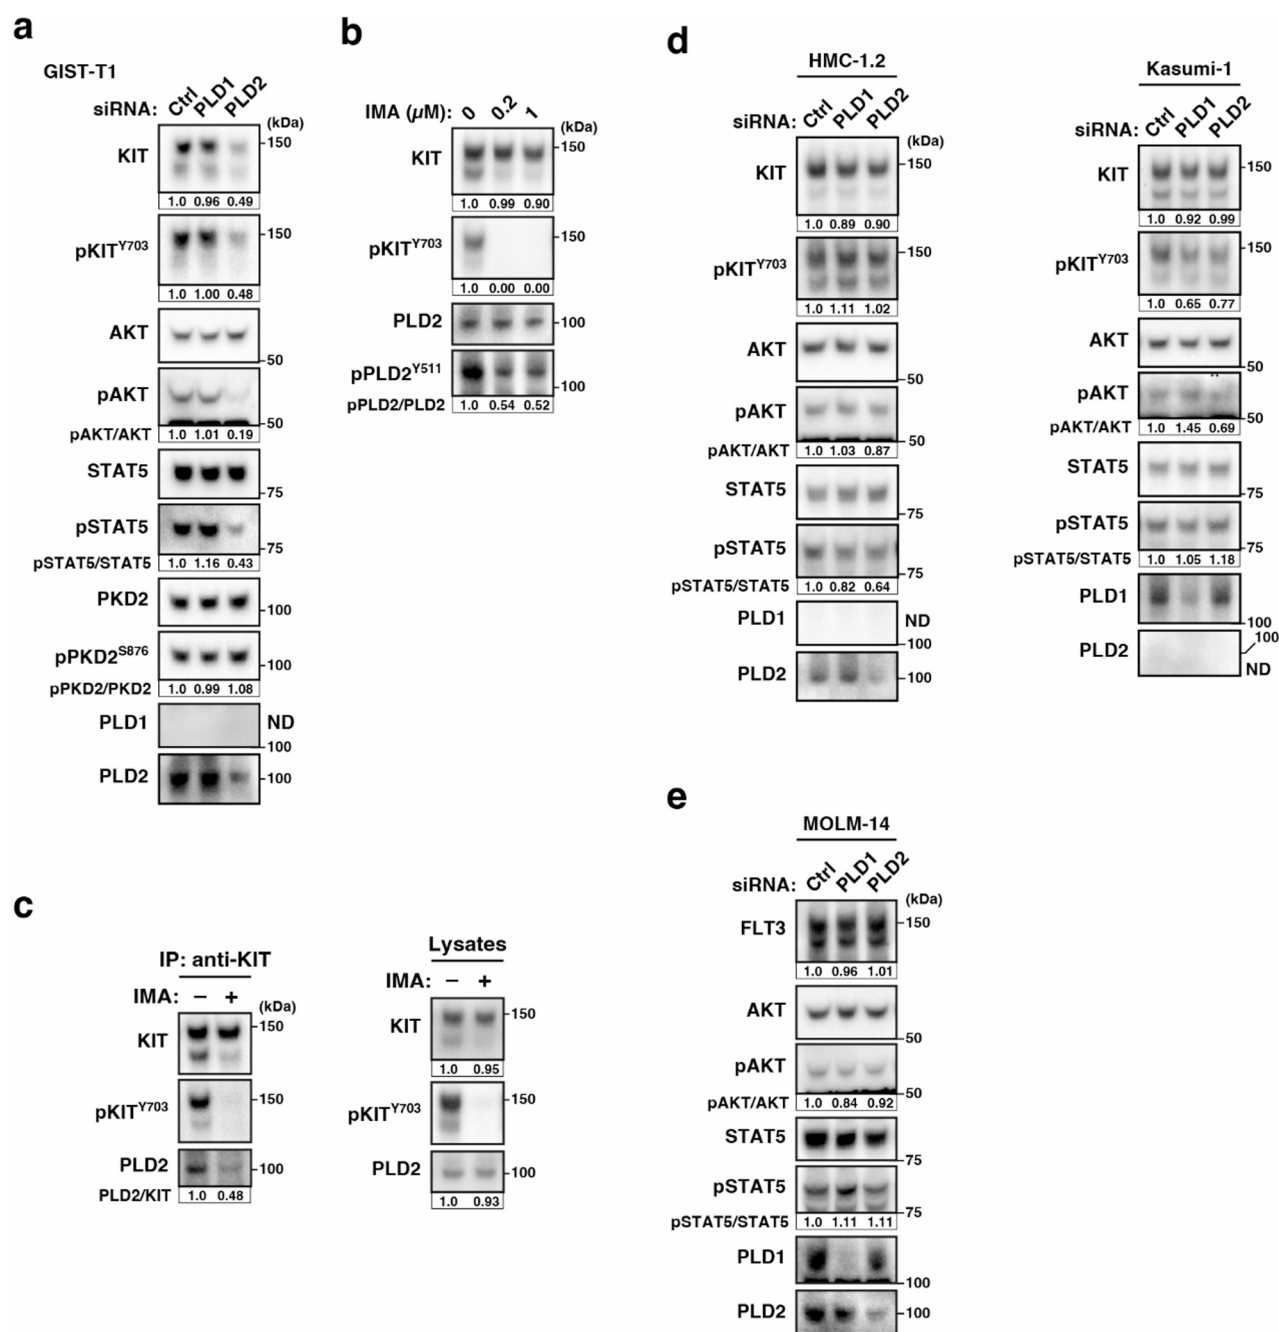 a
GIST-T1
siRNA: Ctrl PLD1 PLD2
(kDa)
KIT 150
1.0 0.96 0.49
pKITY703 150
1.0 1.00 0.48
AKT 50
pAKT 50
pAKT/AKT 1.0 1.01 0.19
STAT5 75
pSTAT5 75
pSTAT5/STAT5 1.0 1.16 0.43
PKD2 100
pPKD2S876 100
pPKD2/PKD2 1.0 0.99 1.08
PLD1 ND
100
PLD2 100
b
IMA (µM): 0 0.2 1
(kDa)
KIT 150
1.0 0.99 0.90
pKITY703 150
1.0 0.00 0.00
PLD2 100
pPLD2Y511 100
pPLD2/PLD2 1.0 0.54 0.52
c
IP: anti-KIT
IMA: − +
(kDa)
KIT 150
pKITY703 150
PLD2 100
PLD2/KIT 1.0 0.48
Lysates
IMA: − +
KIT 150
1.0 0.95
pKITY703 150
PLD2 100
1.0 0.93
d
HMC-1.2
siRNA: Ctrl PLD1 PLD2
(kDa)
KIT 150
1.0 0.89 0.90
pKITY703 150
1.0 1.11 1.02
AKT 50
pAKT 50
pAKT/AKT 1.0 1.03 0.87
STAT5 75
pSTAT5 75
pSTAT5/STAT5 1.0 0.82 0.64
PLD1 ND
100
PLD2 100
Kasumi-1
siRNA: Ctrl PLD1 PLD2
KIT 150
1.0 0.92 0.99
pKITY703 150
1.0 0.65 0.77
AKT 50
pAKT 50
pAKT/AKT 1.0 1.45 0.69
STAT5 75
pSTAT5 75
pSTAT5/STAT5 1.0 1.05 1.18
PLD1 100
PLD2 100
ND
e
MOLM-14
siRNA: Ctrl PLD1 PLD2
(kDa)
FLT3 150
1.0 0.96 1.01
AKT 50
pAKT 50
pAKT/AKT 1.0 0.84 0.92
STAT5 75
pSTAT5 75
pSTAT5/STAT5 1.0 1.11 1.11
PLD1 100
PLD2 100